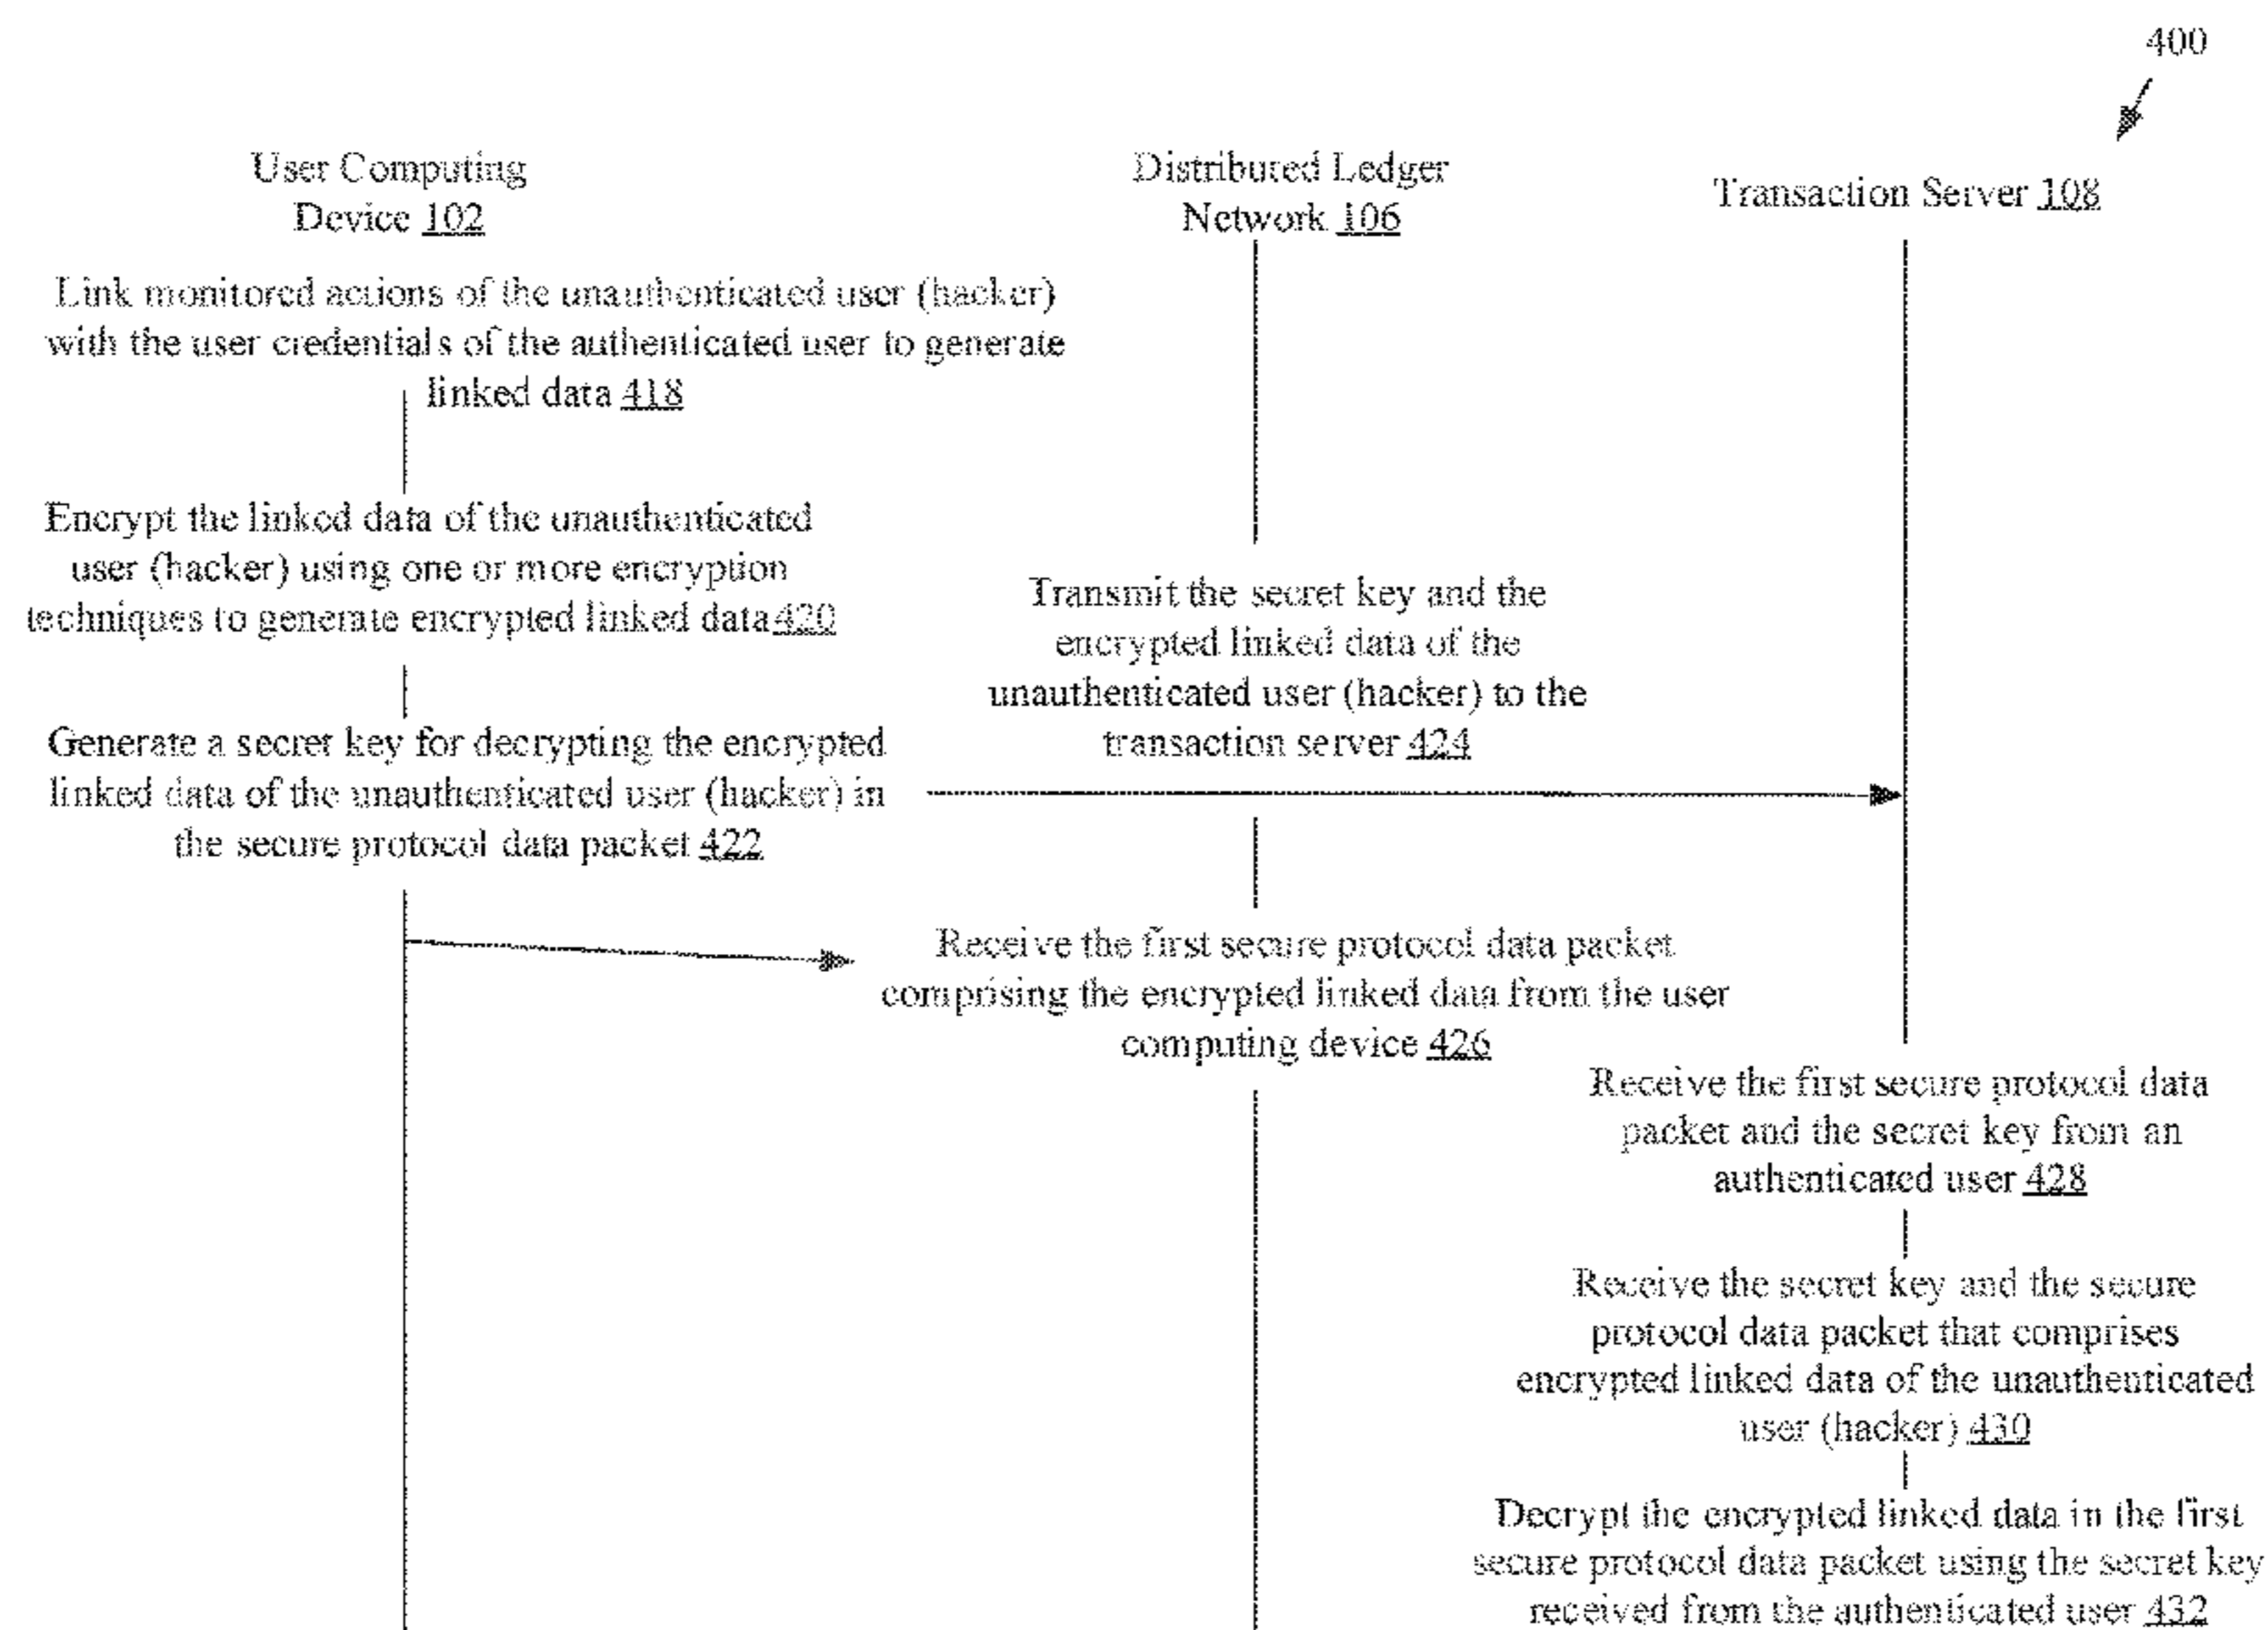 400
User Computing
Device 102
Distributed Ledger
Network 106
Transaction Server 108
Link monitored actions of the unauthenticated user (hacker)
with the user credentials of the authenticated user to generate
linked data 418
Encrypt the linked data of the unauthenticated
user (hacker) using one or more encryption
techniques to generate encrypted linked data 420
Generate a secret key for decrypting the encrypted
linked data of the unauthenticated user (hacker) in
the secure protocol data packet 422
Transmit the secret key and the
encrypted linked data of the
unauthenticated user (hacker) to the
transaction server 424
Receive the first secure protocol data packet
comprising the encrypted linked data from the user
computing device 426
Receive the first secure protocol data
packet and the secret key from an
authenticated user 428
Receive the secret key and the secure
protocol data packet that comprises
encrypted linked data of the unauthenticated
user (hacker) 430
Decrypt the encrypted linked data in the first
secure protocol data packet using the secret key
received from the authenticated user 432